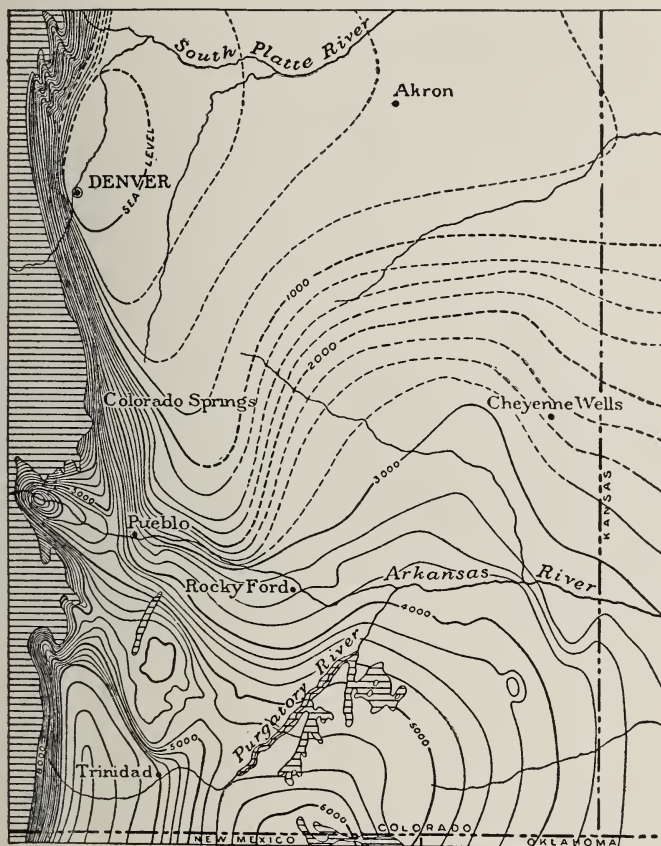 South Platte River
Akron
SEA LEVEL
DENVER
1000
2000
Colorado Springs
Cheyenne Wells
3000
KANSAS
5000
Pueblo
Rocky Ford
Arkansas River
4000
Purgatory River
5000
5000
Trinidad
6000
COLORADO
NEW MEXICO
OKLAHOMA